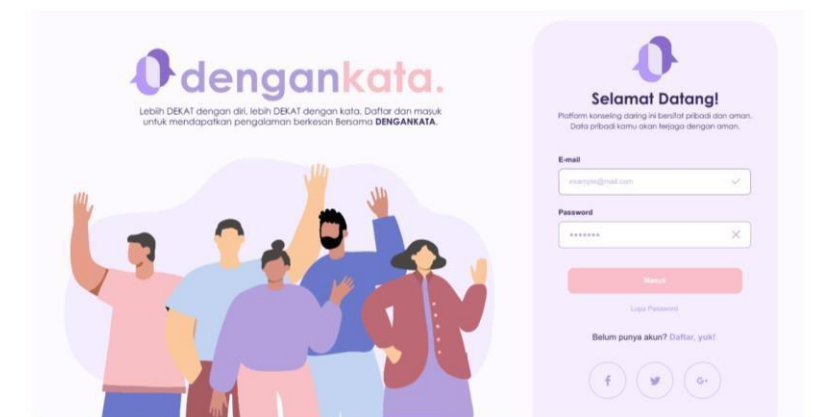 dengankata.
Lebih DEKAT dengan diri, lebih DEKAT dengan kata. Daftar dan masuk
untuk mendapatkan pengalaman berkesan Bersama DENGANKATA.
Selamat Datang!
Platform konseling daring ini bersifat pribadi dan aman.
Data pribadi kamu akan terjaga dengan aman.
E-mail
example@mail.com
Password
*******
Masuk
Lupa Password
Belum punya akun? Daftar, yuk!
f
G+